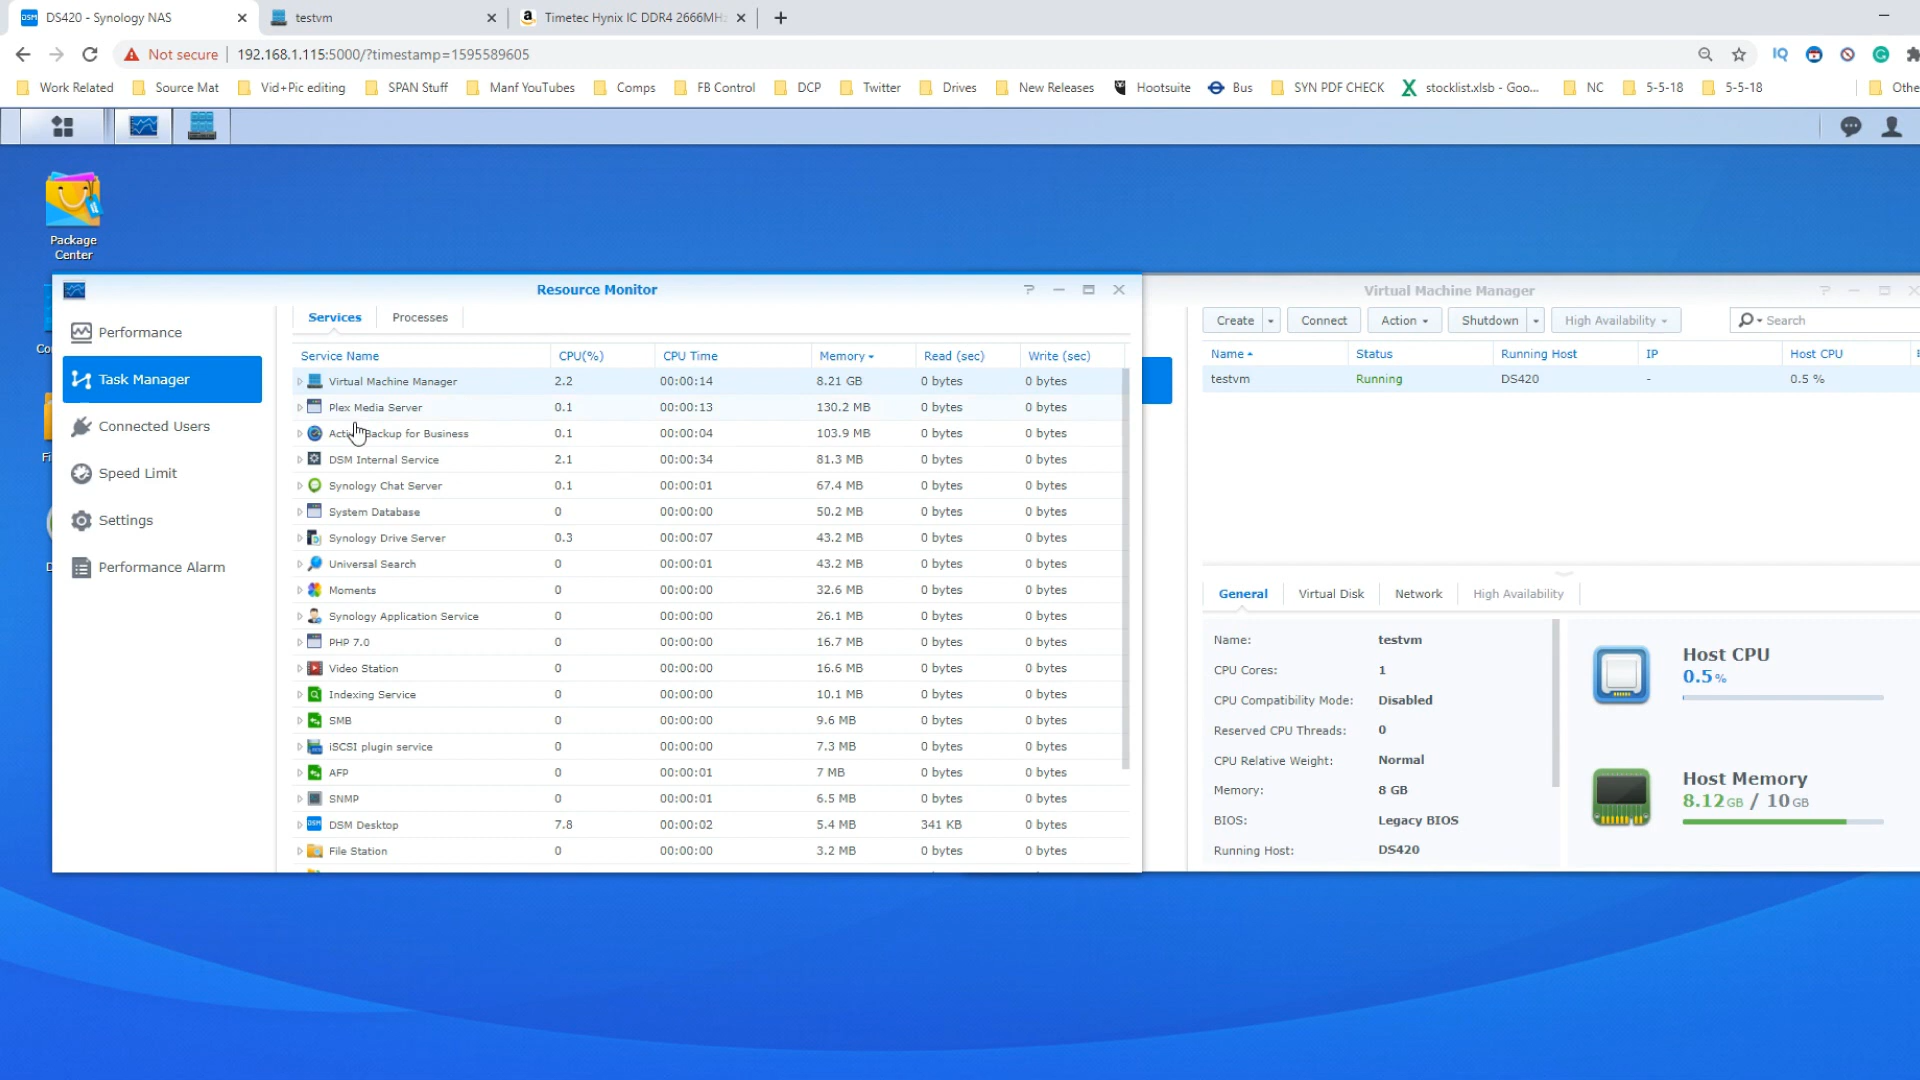 DS420 - Synology NAS
testvm
Timetec Hynix IC DDR4 2666MHz
Not secure
192.168.1.115:5000/?timestamp=1595589605
Work Related
Source Mat
Vid+Pic editing
SPAN Stuff
Manf YouTubes
Comps
FB Control
DCP
Twitter
Drives
New Releases
Hootsuite
Bus
SYN PDF CHECK
stocklist.xlsb - Goo...
NC
5-5-18
5-5-18
Othe
Package
Center
Resource Monitor
Performance
Task Manager
Connected Users
Speed Limit
Settings
Performance Alarm
Services
Processes
Service Name CPU(%) CPU Time Memory Read (sec) Write (sec)
Virtual Machine Manager 2.2 00:00:14 8.21 GB 0 bytes 0 bytes
Plex Media Server 0.1 00:00:13 130.2 MB 0 bytes 0 bytes
Backup for Business 0.1 00:00:04 103.9 MB 0 bytes 0 bytes
DSM Internal Service 2.1 00:00:34 81.3 MB 0 bytes 0 bytes
Synology Chat Server 0.1 00:00:01 67.4 MB 0 bytes 0 bytes
System Database 0 00:00:00 50.2 MB 0 bytes 0 bytes
Synology Drive Server 0.3 00:00:07 43.2 MB 0 bytes 0 bytes
Universal Search 0 00:00:01 43.2 MB 0 bytes 0 bytes
Moments 0 00:00:00 32.6 MB 0 bytes 0 bytes
Synology Application Service 0 00:00:00 26.1 MB 0 bytes 0 bytes
PHP 7.0 0 00:00:00 16.7 MB 0 bytes 0 bytes
Video Station 0 00:00:00 16.6 MB 0 bytes 0 bytes
Indexing Service 0 00:00:00 10.1 MB 0 bytes 0 bytes
SMB 0 00:00:00 9.6 MB 0 bytes 0 bytes
iSCSI plugin service 0 00:00:00 7.3 MB 0 bytes 0 bytes
AFP 0 00:00:01 7 MB 0 bytes 0 bytes
SNMP 0 00:00:01 6.5 MB 0 bytes 0 bytes
DSM Desktop 7.8 00:00:02 5.4 MB 341 KB 0 bytes
File Station 0 00:00:00 3.2 MB 0 bytes 0 bytes
Virtual Machine Manager
Create
Connect
Action
Shutdown
High Availability
Search
Name Status Running Host IP Host CPU
testvm Running DS420 - 0.5 %
General
Virtual Disk
Network
High Availability
Name: testvm
CPU Cores: 1
CPU Compatibility Mode: Disabled
Reserved CPU Threads: 0
CPU Relative Weight: Normal
Memory: 8 GB
BIOS: Legacy BIOS
Running Host: DS420
Host CPU
0.5%
Host Memory
8.12 GB / 10 GB